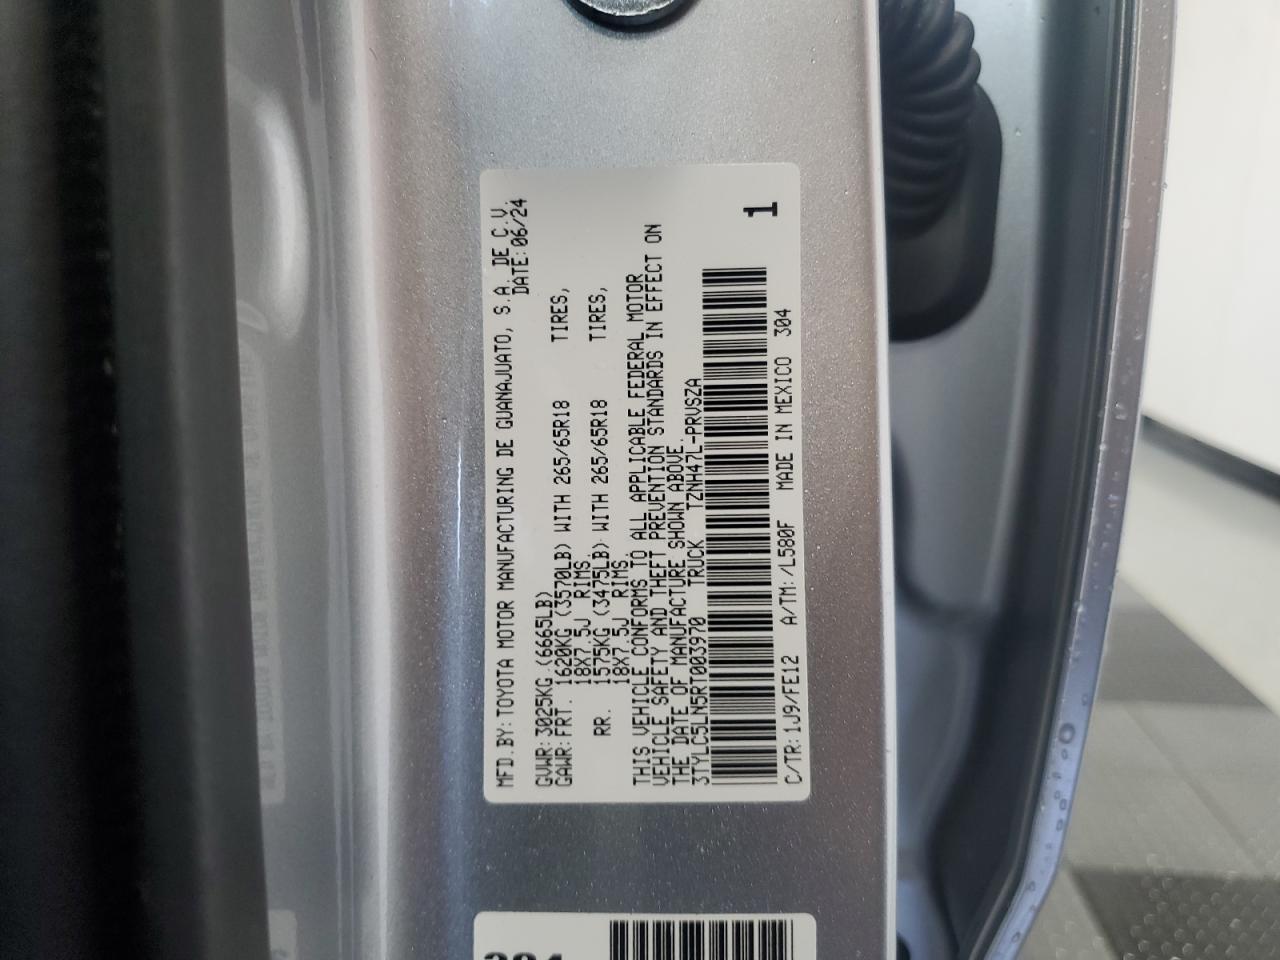 MFD.BY:TOYOTA MOTOR MANUFACTURING DE GUANAJUATO, S.A. DE C.V.
DATE:06/24
GVWR:3025KG (6665LB)
GAWR:FRT. 1620KG (3570LB) WITH 265/65R18 TIRES,
18X7.5J RIMS.
RR. 1575KG (3475LB) WITH 265/65R18 TIRES,
18X7.5J RIMS.
THIS VEHICLE CONFORMS TO ALL APPLICABLE FEDERAL MOTOR
VEHICLE SAFETY AND THEFT PREVENTION STANDARDS IN EFFECT ON
THE DATE OF MANUFACTURE SHOWN ABOVE.
3TYLC5LN5RT003970 TRUCK TZNH47L-PRVSZA
1
C/TR:1J9/FE12 A/TM:/L580F MADE IN MEXICO 304